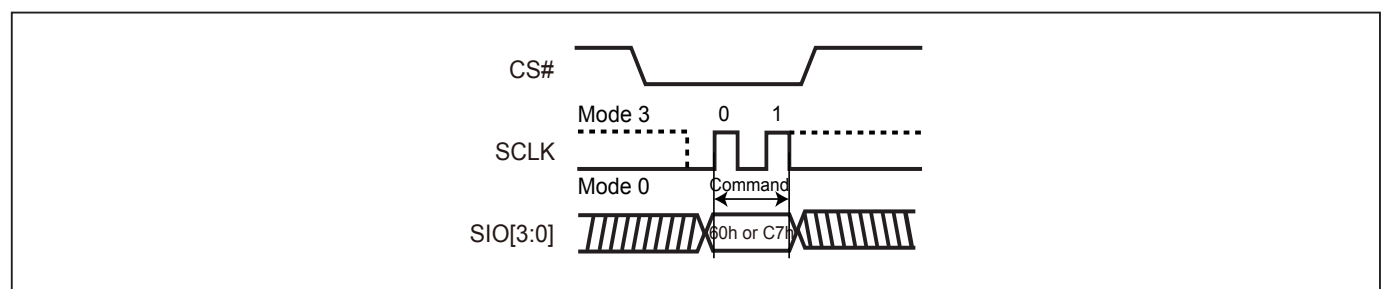 CS#
Mode 3 0 1
SCLK
Mode 0 Command
SIO[3:0] 60h or C7h